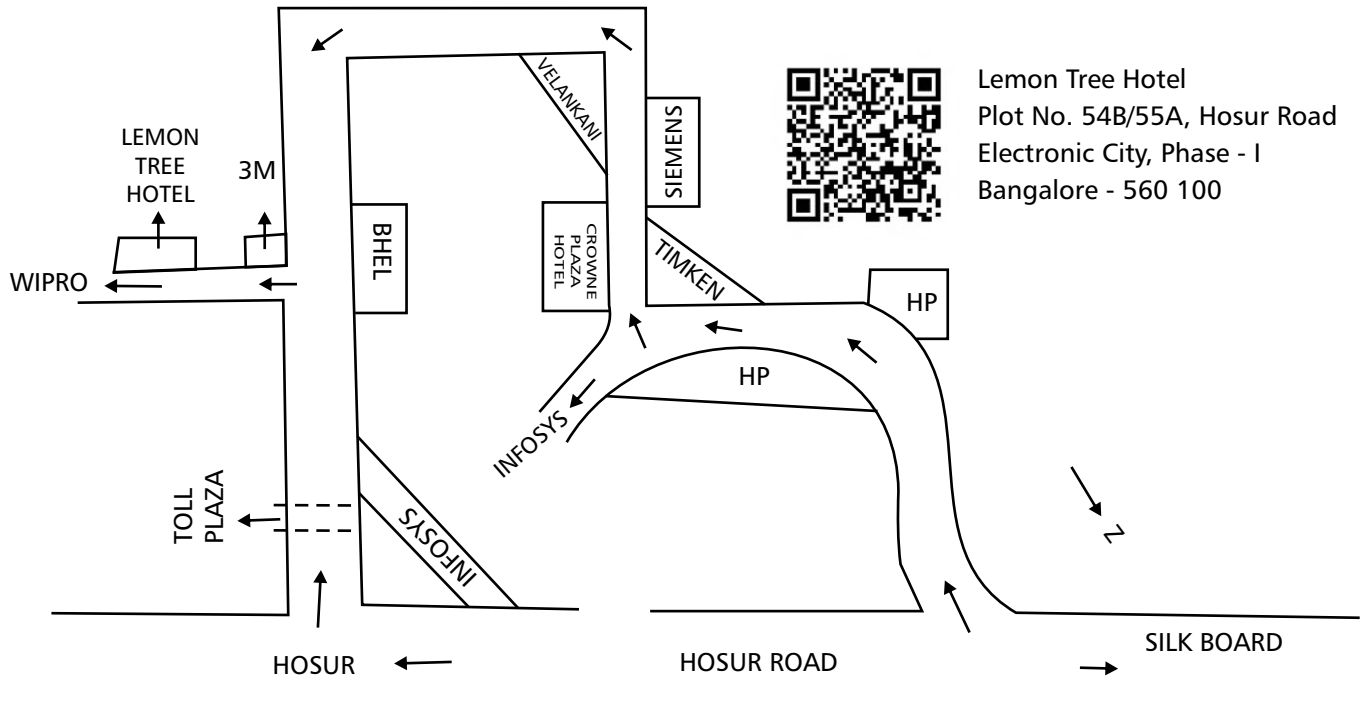 VELANKANI
SIEMENS
Lemon Tree Hotel
Plot No. 54B/55A, Hosur Road
Electronic City, Phase - I
Bangalore - 560 100
LEMON
TREE
HOTEL
3M
WIPRO
BHEL
CROWNE
PLAZA
HOTEL
TIMKEN
HP
HP
INFOSYS
TOLL
PLAZA
INFOSYS
N
HOSUR
HOSUR ROAD
SILK BOARD